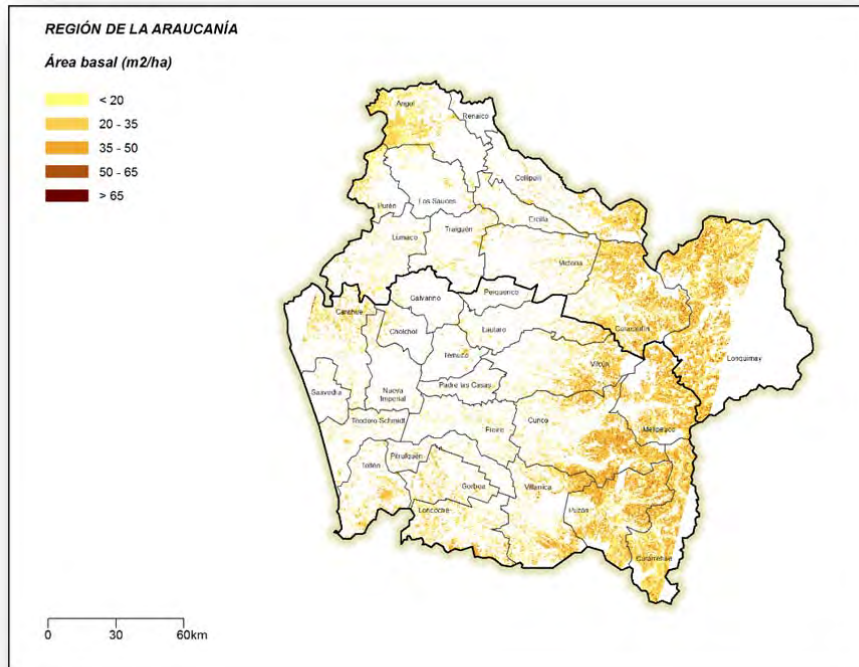 REGIÓN DE LA ARAUCANÍA
Área basal (m2/ha)
< 20
20 - 35
35 - 50
50 - 65
> 65
Angol
Renaico
Collipulli
Los Sauces
Purén
Ercilla
Lumaco
Traiguén
Victoria
Galvarino
Perquenco
Carahue
Curacautín
Cholchol
Lautaro
Lonquimay
Temuco
Vilcún
Padre las Casas
Saavedra
Nueva
Imperial
Teodoro Schmidt
Freire
Cunco
Melipeuco
Pitrufquén
Toltén
Gorbea
Villarrica
Loncoche
Pucón
Curarrehue
0 30 60km